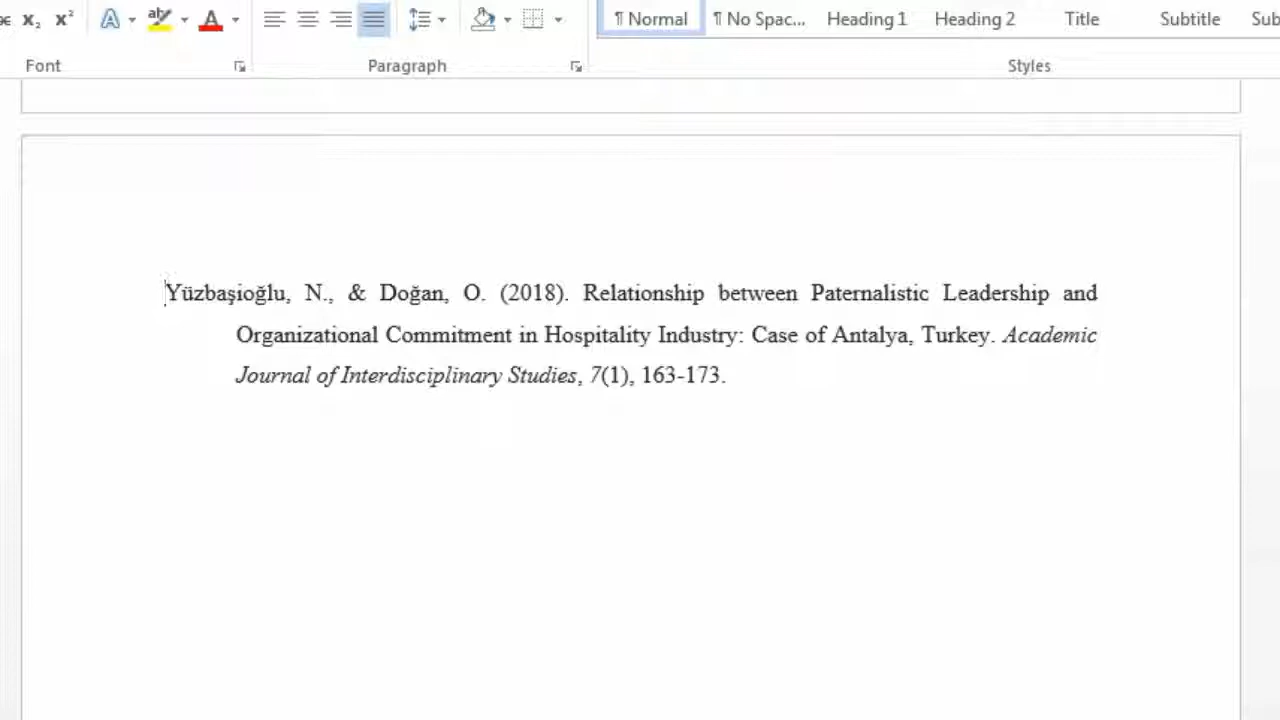 Font
Paragraph
Styles
¶ Normal
¶ No Spac...
Heading 1
Heading 2
Title
Subtitle
Yüzbaşioğlu, N., & Doğan, O. (2018). Relationship between Paternalistic Leadership and
Organizational Commitment in Hospitality Industry: Case of Antalya, Turkey. Academic
Journal of Interdisciplinary Studies, 7(1), 163-173.